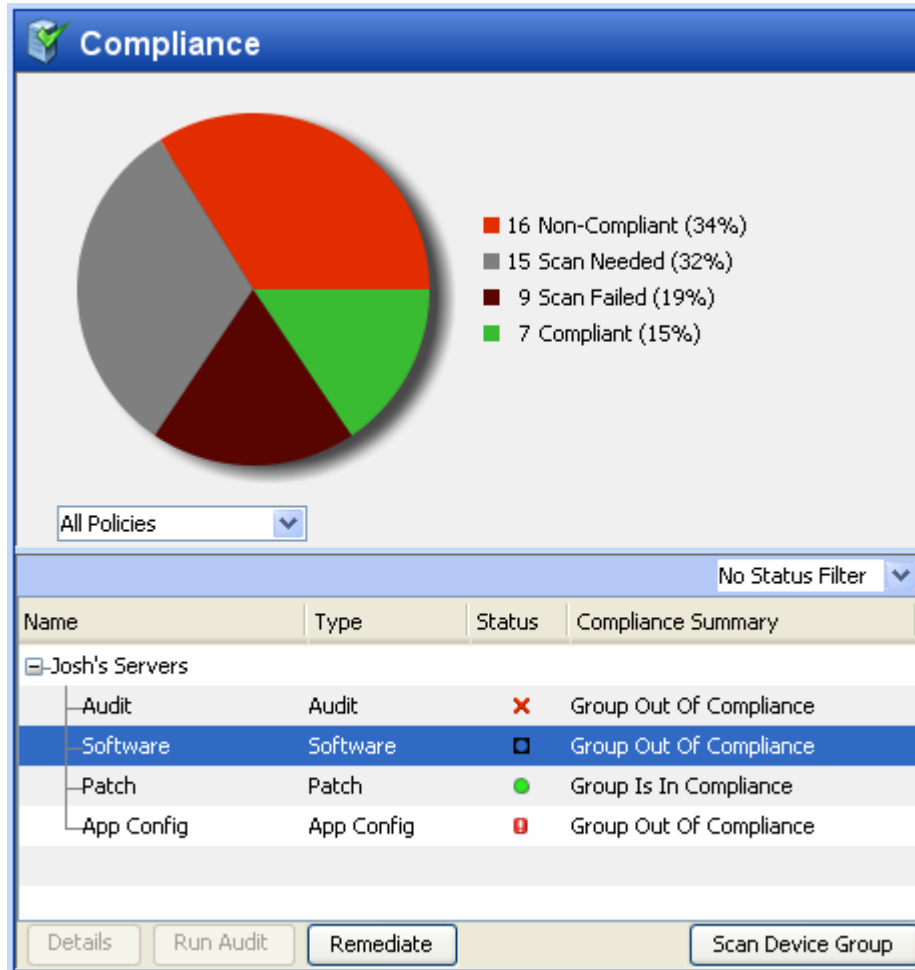 Compliance
16 Non-Compliant (34%)
15 Scan Needed (32%)
9 Scan Failed (19%)
7 Compliant (15%)
All Policies
No Status Filter
Name Type Status Compliance Summary
Josh's Servers
Audit Audit Group Out Of Compliance
Software Software Group Out Of Compliance
Patch Patch Group Is In Compliance
App Config App Config Group Out Of Compliance
Details Run Audit Remediate Scan Device Group